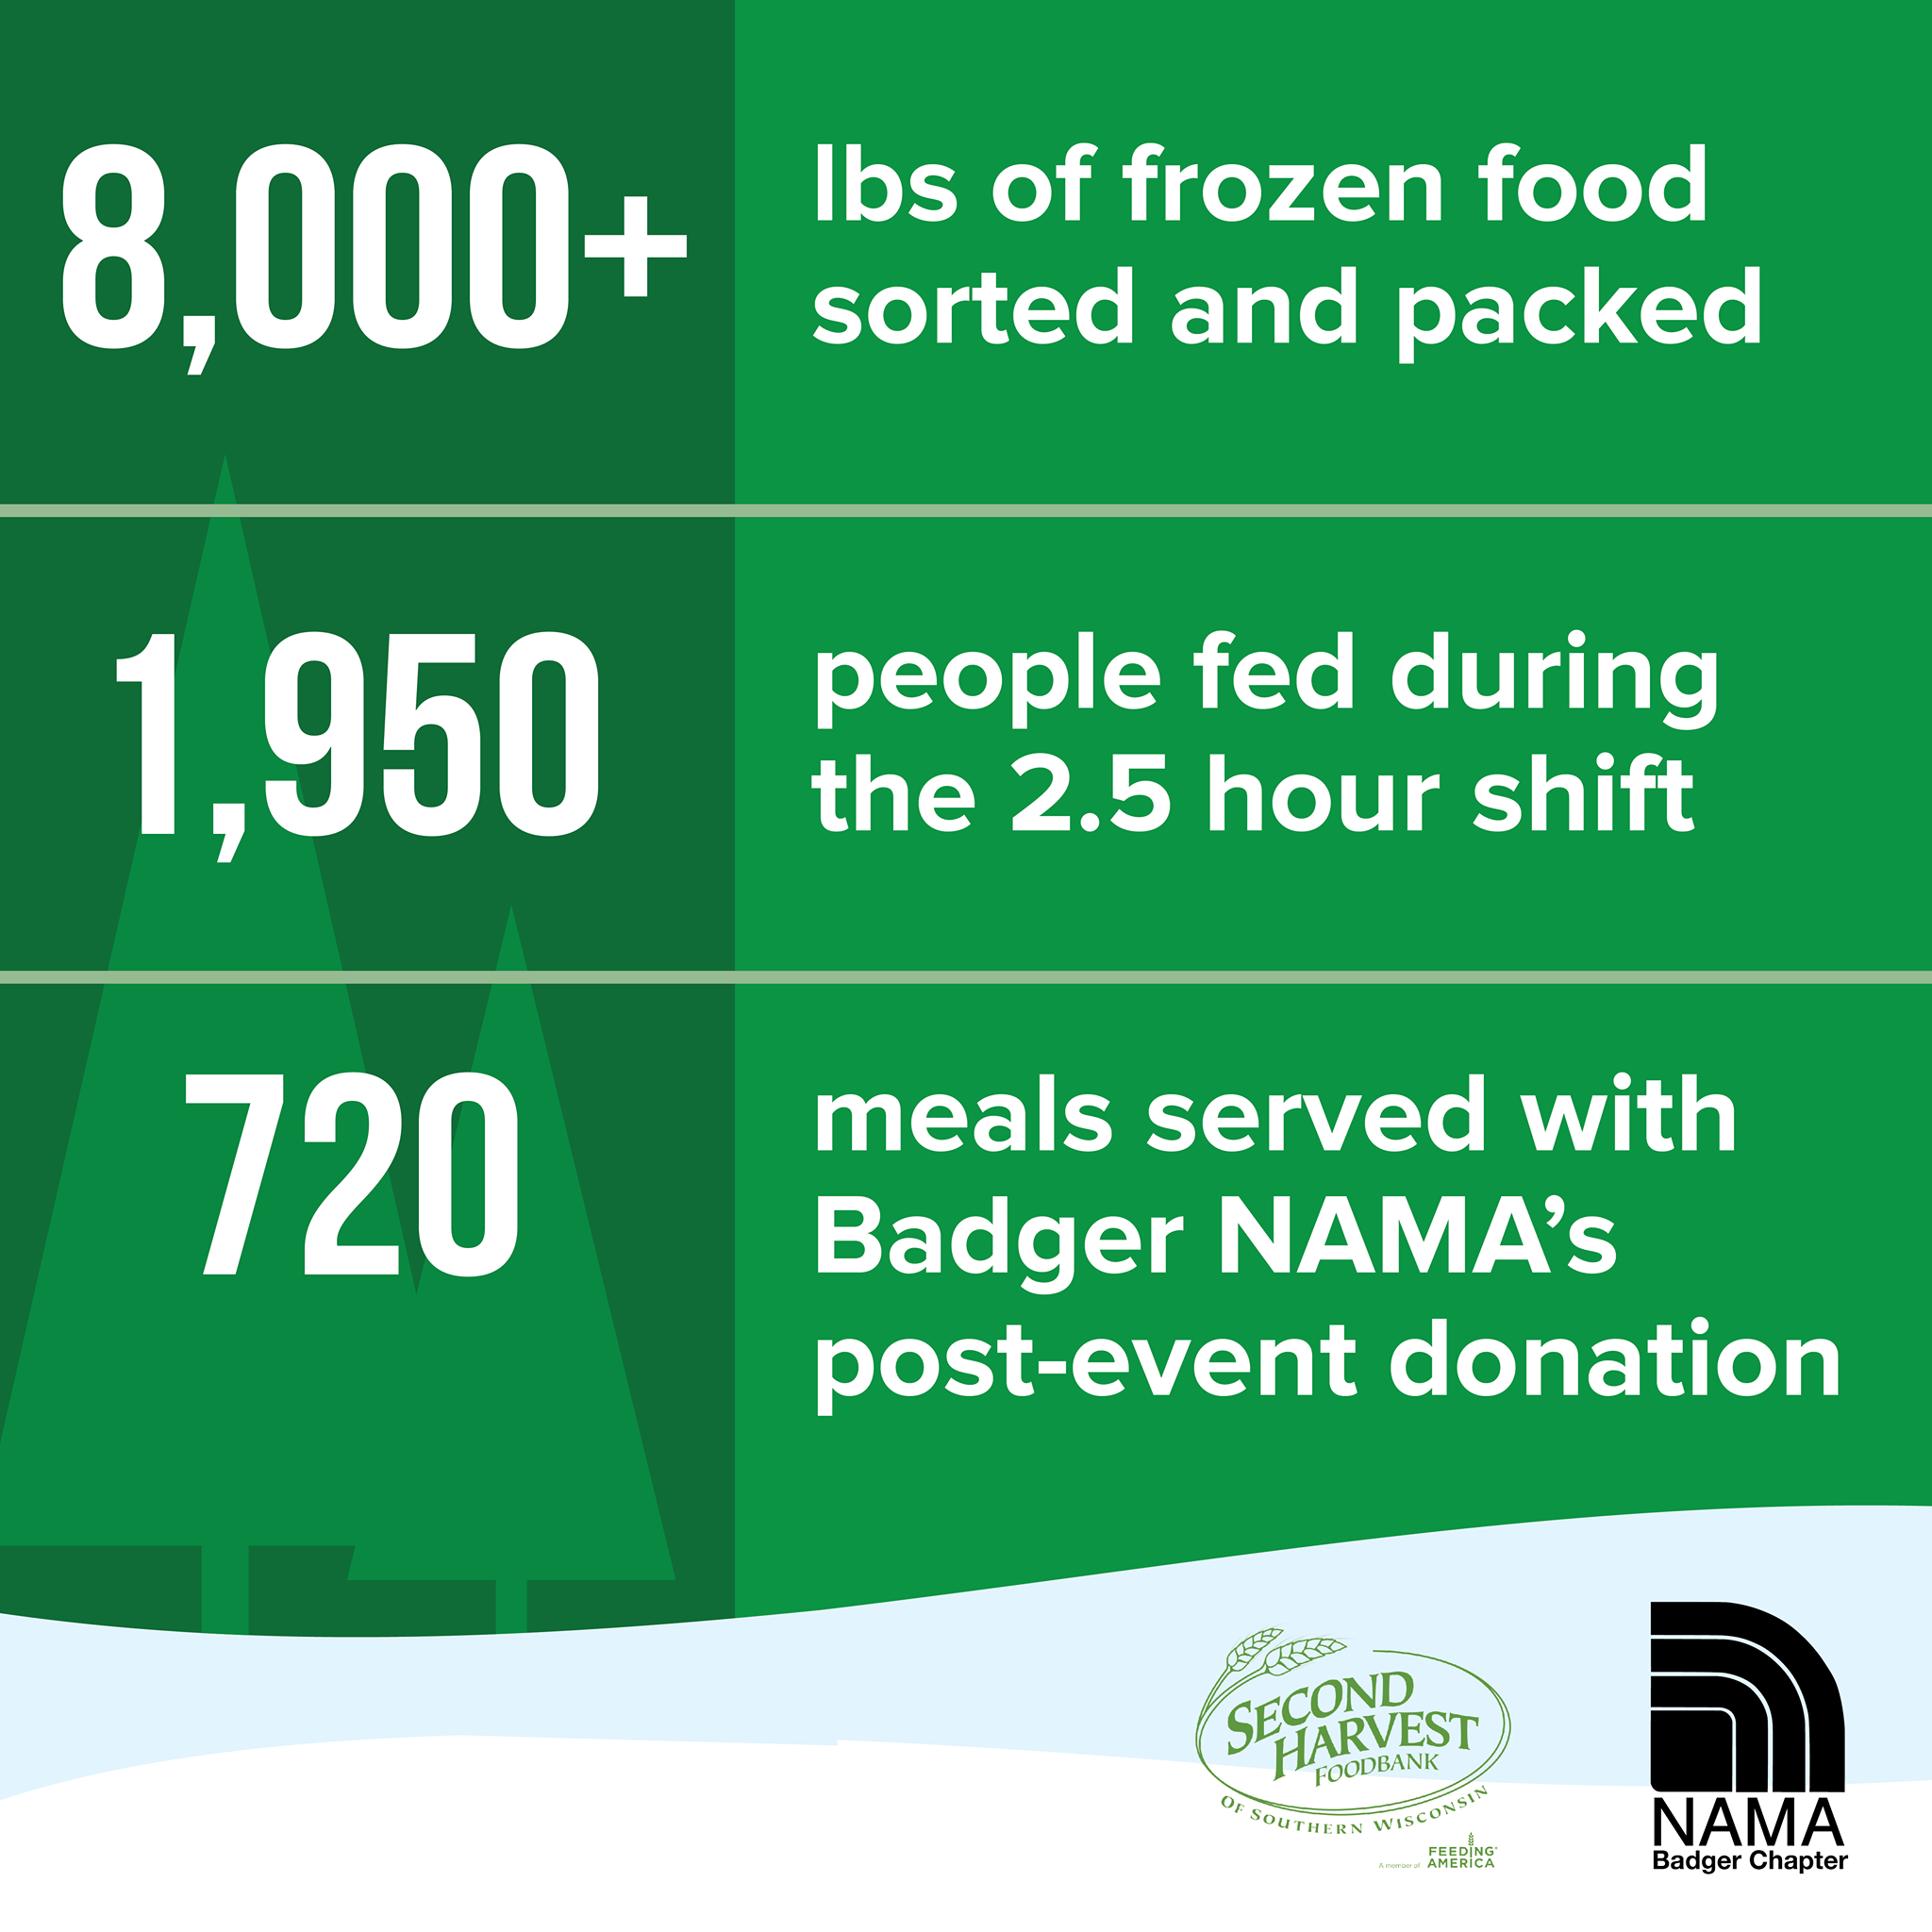 8,000+
lbs of frozen food
sorted and packed
1,950
people fed during
the 2.5 hour shift
720
meals served with
Badger NAMA’s
post-event donation
SECOND
HARVEST
FOODBANK
OF SOUTHERN WISCONSIN
A member of
FEEDING
AMERICA
NAMA
Badger Chapter